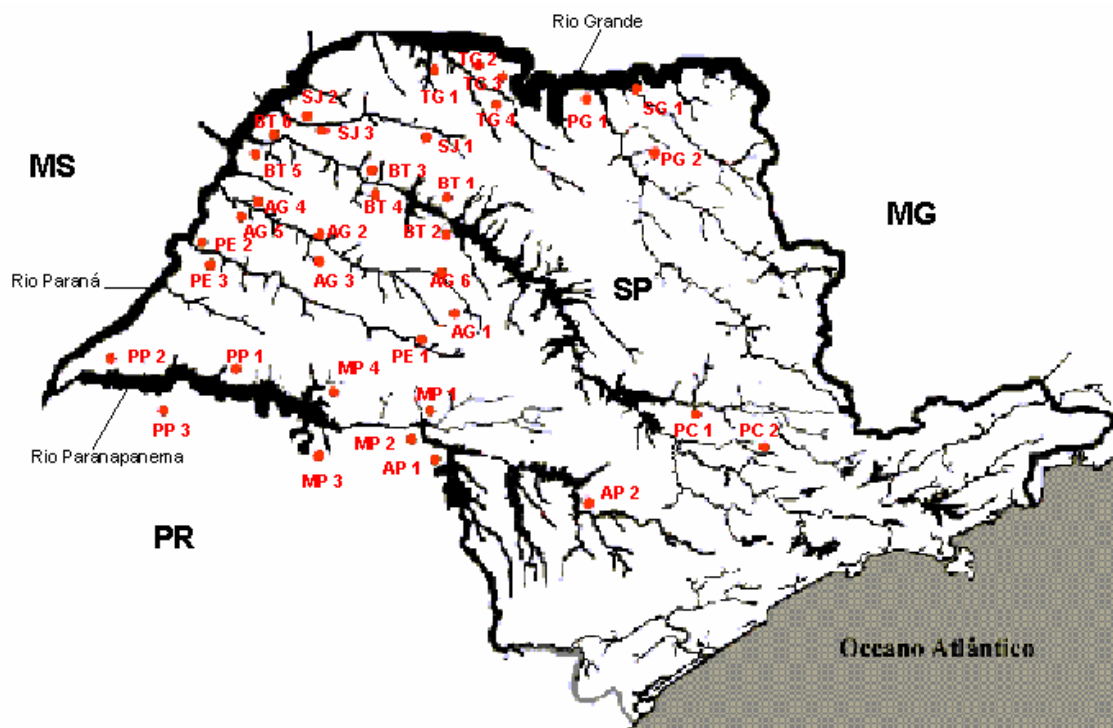 Rio Grande
TG 2
TG 3
TG 1
TG 4
SG 1
PG 1
SJ 2
BT 6
SJ 3
SJ 1
PG 2
MS
BT 5
BT 3
BT 1
AG 4
BT 4
MG
AG 5
AG 2
BT 2
PE 2
PE 3
AG 3
AG 6
Rio Paraná
SP
AG 1
PE 1
PP 2
PP 1
MP 4
MP 1
PP 3
PC 1
PC 2
MP 2
Rio Paranapanema
AP 1
MP 3
AP 2
PR
Oceano Atlântico